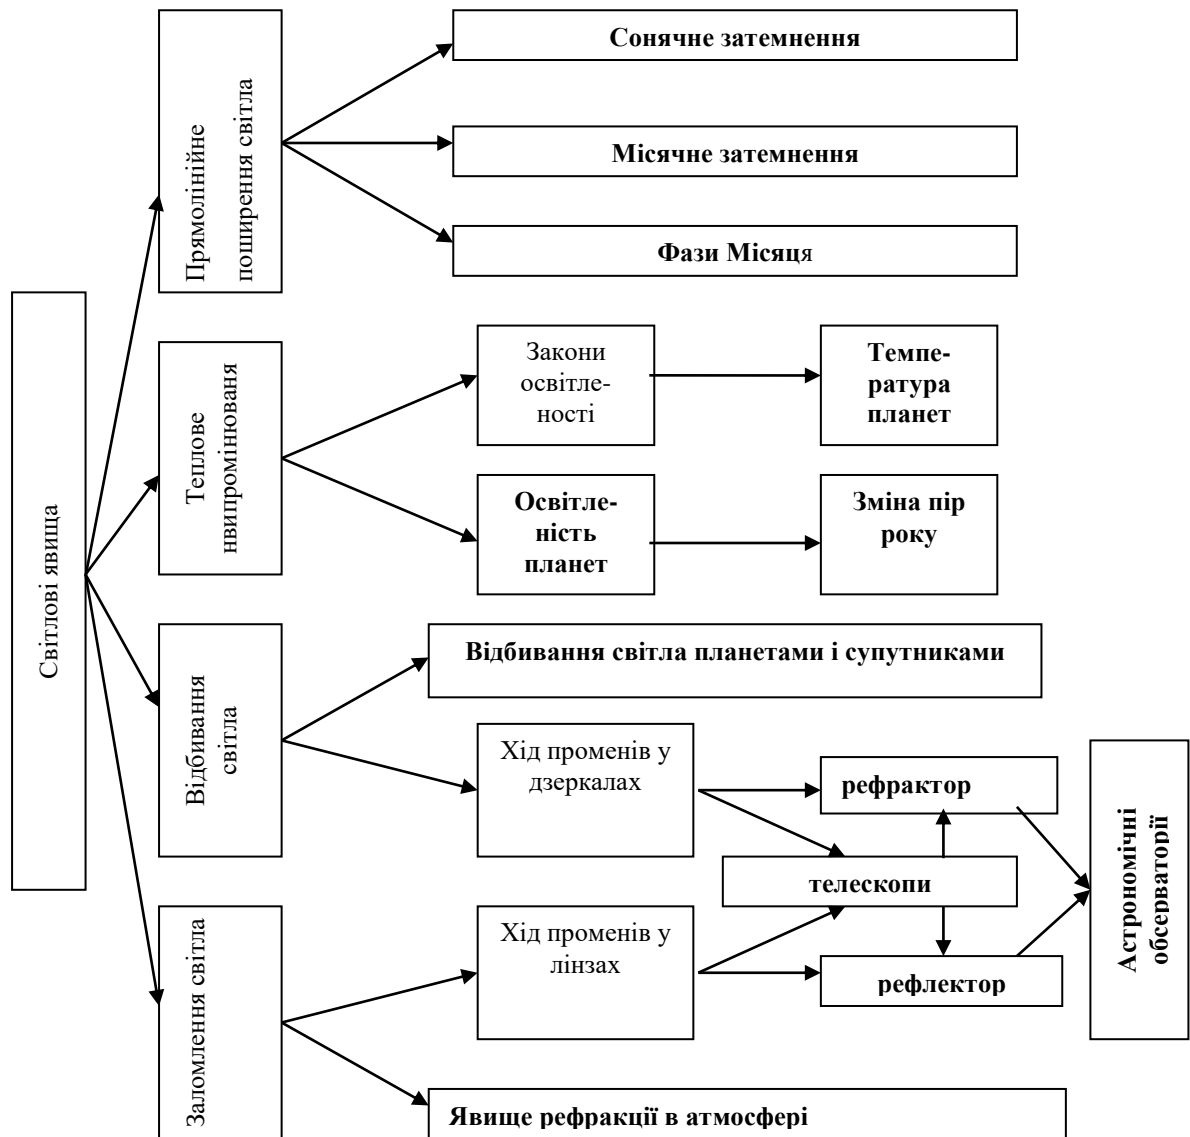 Світлові явища
Прямолінійне
поширення світла
Сонячне затемнення
Місячне затемнення
Фази Місяця
Теплове
нвипромінюваня
Закони
освітле-
ності
Темпе-
ратура
планет
Освітле-
ність
планет
Зміна пір
року
Відбивання
світла
Відбивання світла планетами і супутниками
Хід променів у
дзеркалах
рефрактор
телескопи
Астрономічні
обсерваторії
Заломлення світла
Хід променів у
лінзах
рефлектор
Явище рефракції в атмосфері